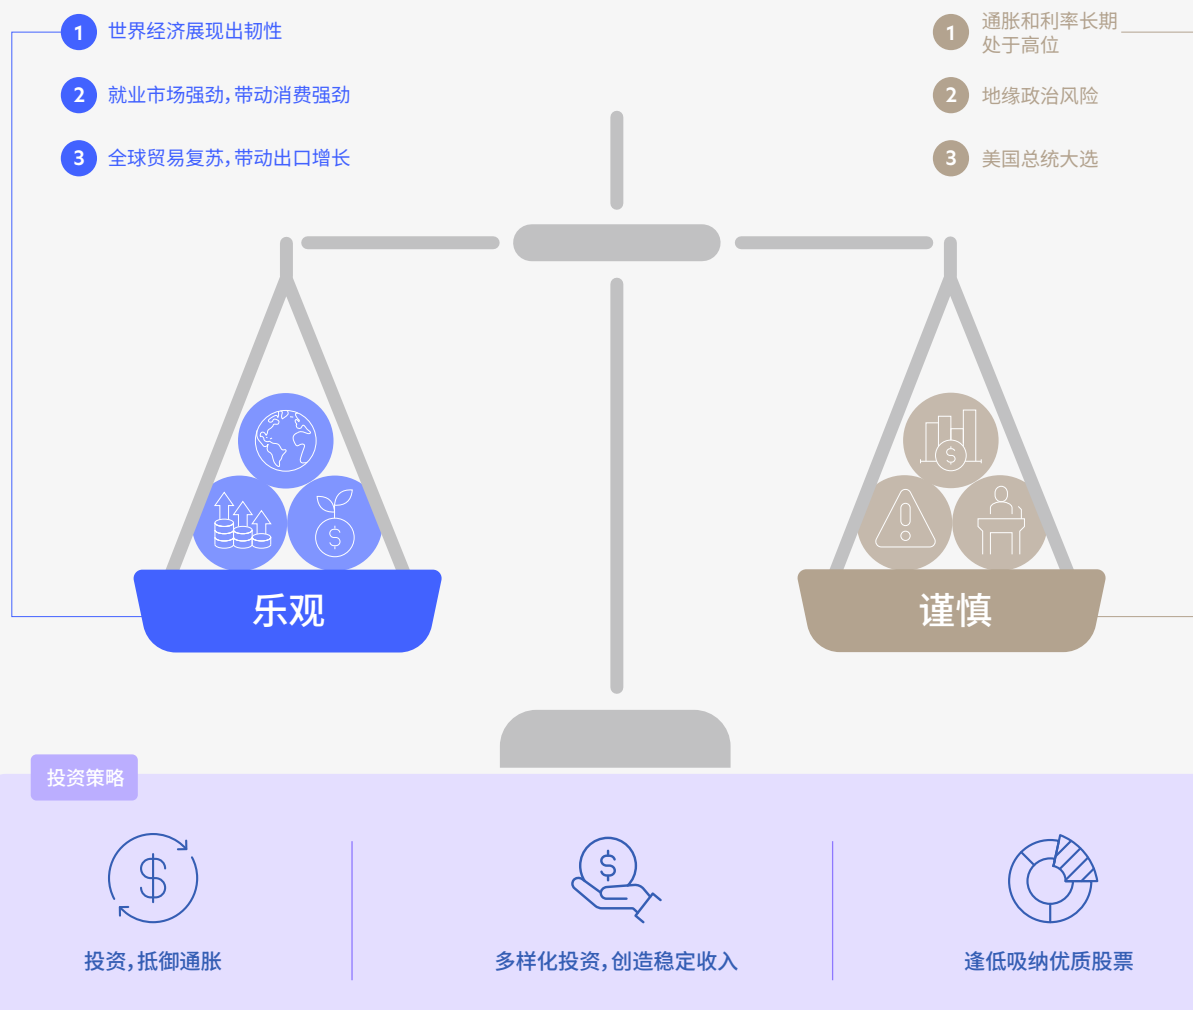 1 世界经济展现出韧性
2 就业市场强劲，带动消费强劲
3 全球贸易复苏，带动出口增长
1 通胀和利率长期
处于高位
2 地缘政治风险
3 美国总统大选
$
$
$
乐观
谨慎
投资策略
$
$
投资，抵御通胀
多样化投资，创造稳定收入
逢低吸纳优质股票